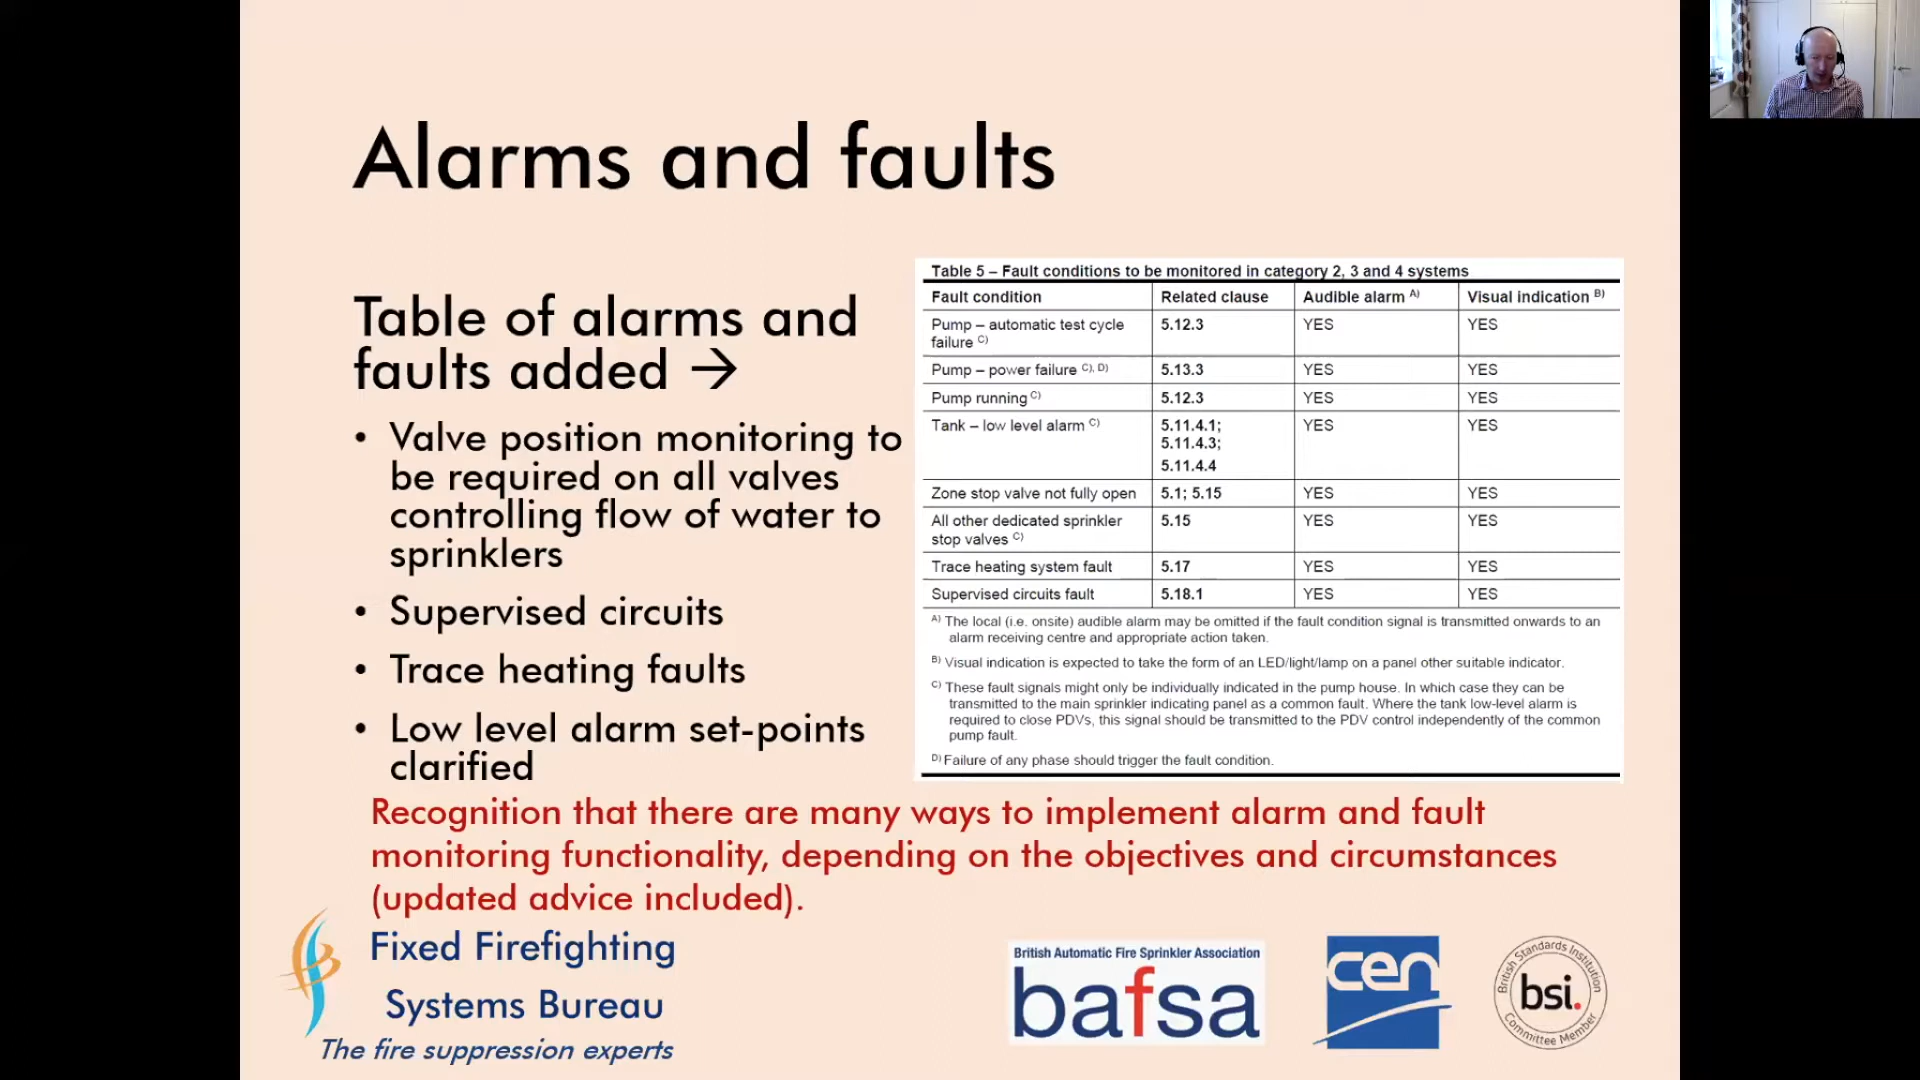 Alarms and faults
Table of alarms and
faults added →
• Valve position monitoring to
be required on all valves
controlling flow of water to
sprinklers
• Supervised circuits
• Trace heating faults
• Low level alarm set-points
clarified
Table 5 – Fault conditions to be monitored in category 2, 3 and 4 systems
Fault condition Related clause Audible alarm A) Visual indication B)
Pump – automatic test cycle 5.12.3 YES YES
failure C)
Pump – power failure C), D) 5.13.3 YES YES
Pump running C) 5.12.3 YES YES
Tank – low level alarm C) 5.11.4.1; YES YES
5.11.4.3;
5.11.4.4
Zone stop valve not fully open 5.1; 5.15 YES YES
All other dedicated sprinkler 5.15 YES YES
stop valves C)
Trace heating system fault 5.17 YES YES
Supervised circuits fault 5.18.1 YES YES
A) The local (i.e. onsite) audible alarm may be omitted if the fault condition signal is transmitted onwards to an
alarm receiving centre and appropriate action taken.
B) Visual indication is expected to take the form of an LED/light/lamp on a panel other suitable indicator.
C) These fault signals might only be individually indicated in the pump house. In which case they can be
transmitted to the main sprinkler indicating panel as a common fault. Where the tank low-level alarm is
required to close PDVs, this signal should be transmitted to the PDV control independently of the common
pump fault.
D) Failure of any phase should trigger the fault condition.
Recognition that there are many ways to implement alarm and fault
monitoring functionality, depending on the objectives and circumstances
(updated advice included).
Fixed Firefighting
Systems Bureau
The fire suppression experts
British Automatic Fire Sprinkler Association
bafsa
cen
British Standards Institution
bsi.
Committee Member